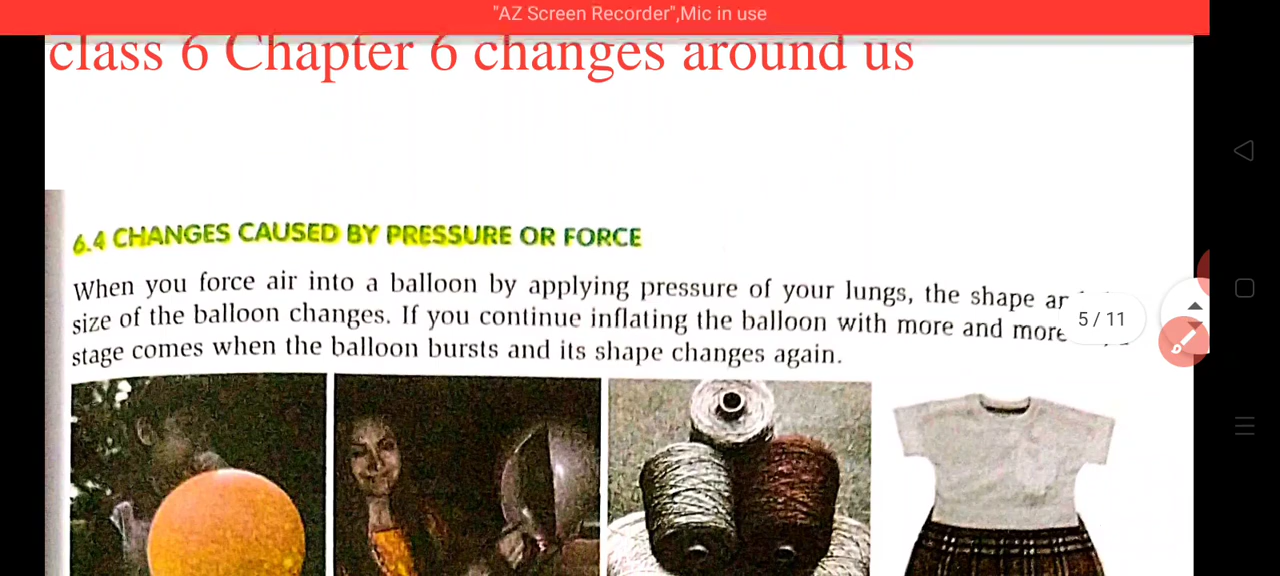 "AZ Screen Recorder",Mic in use
class 6 Chapter 6 changes around us
6.4 CHANGES CAUSED BY PRESSURE OR FORCE
When you force air into a balloon by applying pressure of your lungs, the shape
size of the balloon changes. If you continue inflating the balloon with more and more
5 / 11
stage comes when the balloon bursts and its shape changes again.